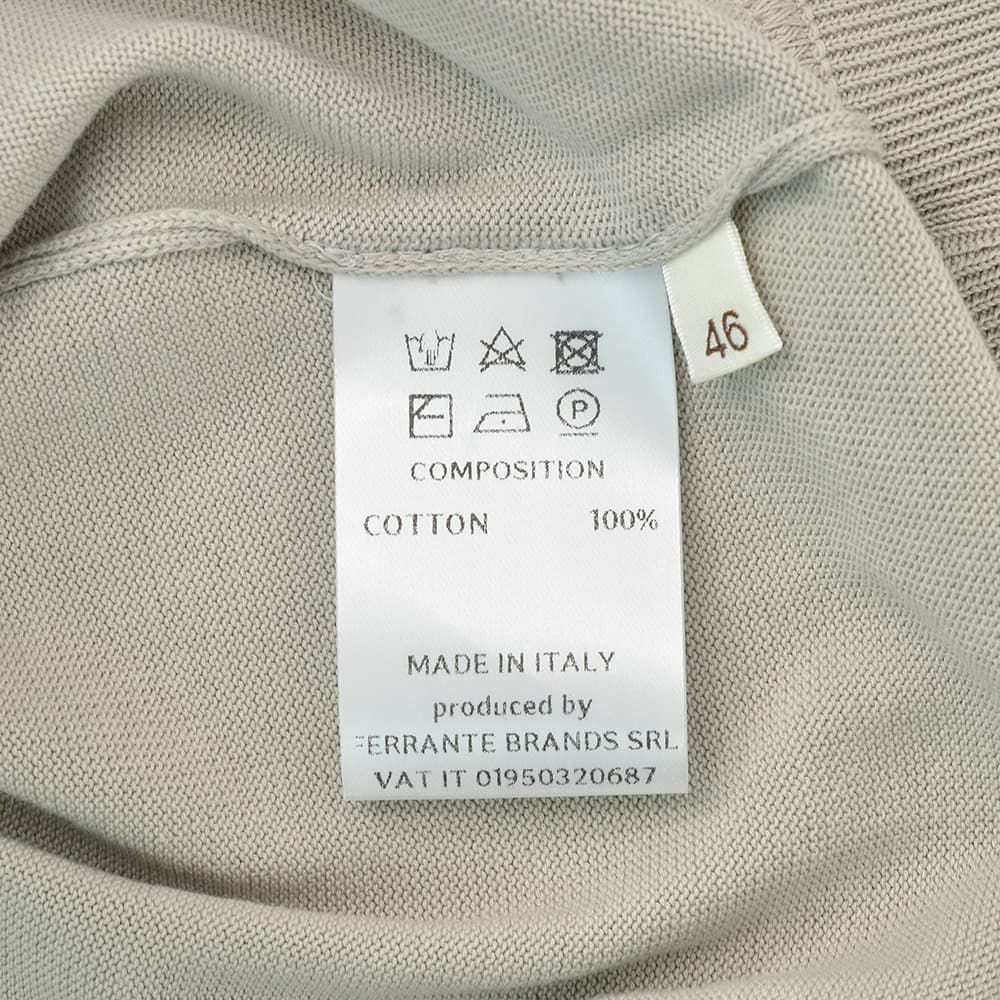 46
P
COMPOSITION
COTTON 100%
MADE IN ITALY
produced by
FERRANTE BRANDS SRL
VAT IT 01950320687